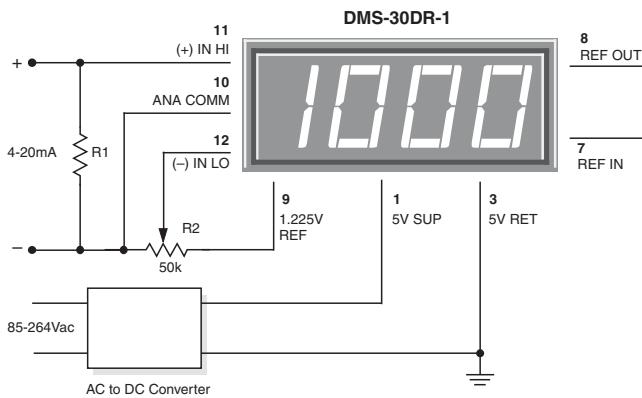 DMS-30DR-1
11
(+) IN HI
10
ANA COMM
12
(–) IN LO
1000
8
REF OUT
7
REF IN
+
4-20mA
R1
–
R2
50k
9
1.225V
REF
1
5V SUP
3
5V RET
85-264Vac
AC to DC Converter